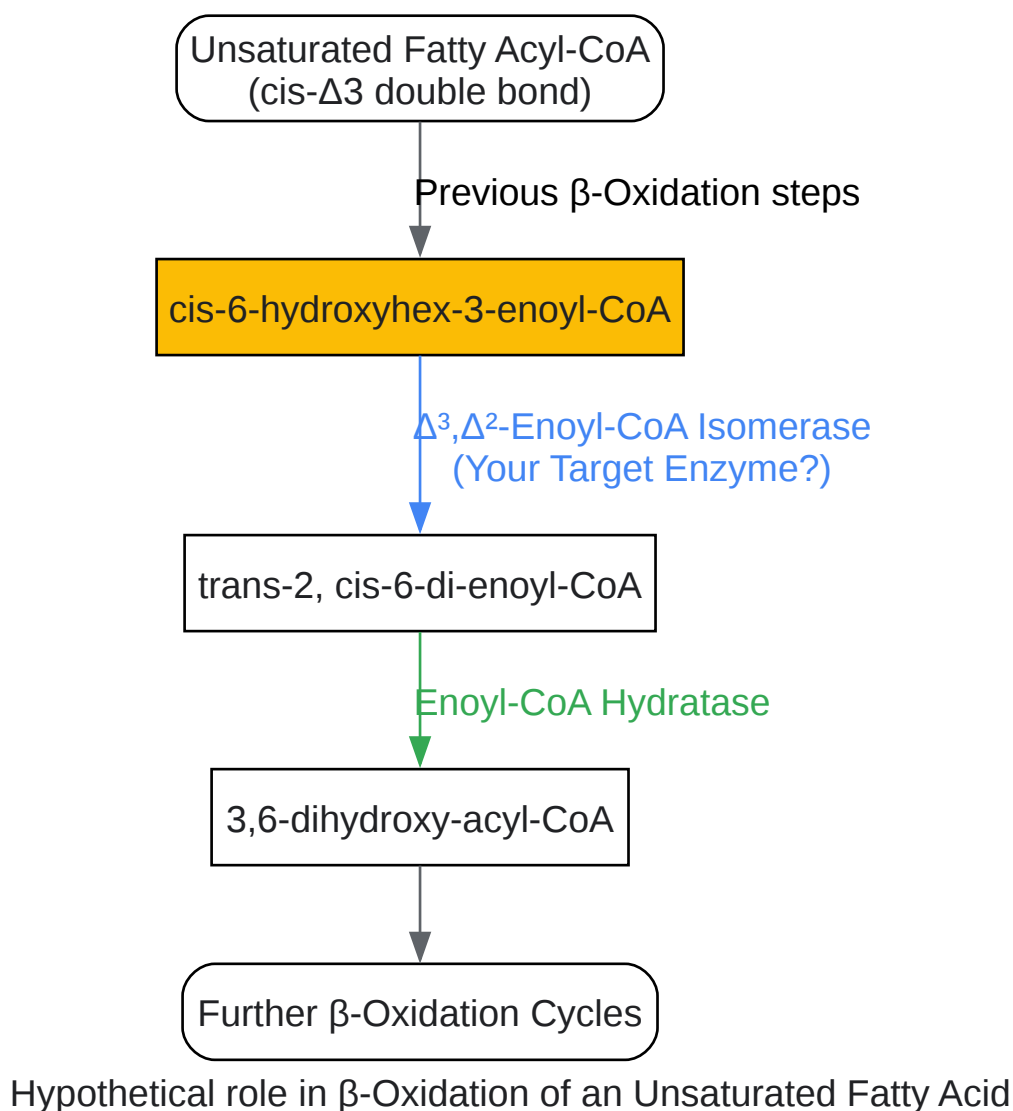 Unsaturated Fatty Acyl-CoA
(cis-Δ3 double bond)
Previous β-Oxidation steps
cis-6-hydroxyhex-3-enoyl-CoA
Δ³,Δ²-Enoyl-CoA Isomerase
(Your Target Enzyme?)
trans-2, cis-6-di-enoyl-CoA
Enoyl-CoA Hydratase
3,6-dihydroxy-acyl-CoA
Further β-Oxidation Cycles
Hypothetical role in β-Oxidation of an Unsaturated Fatty Acid